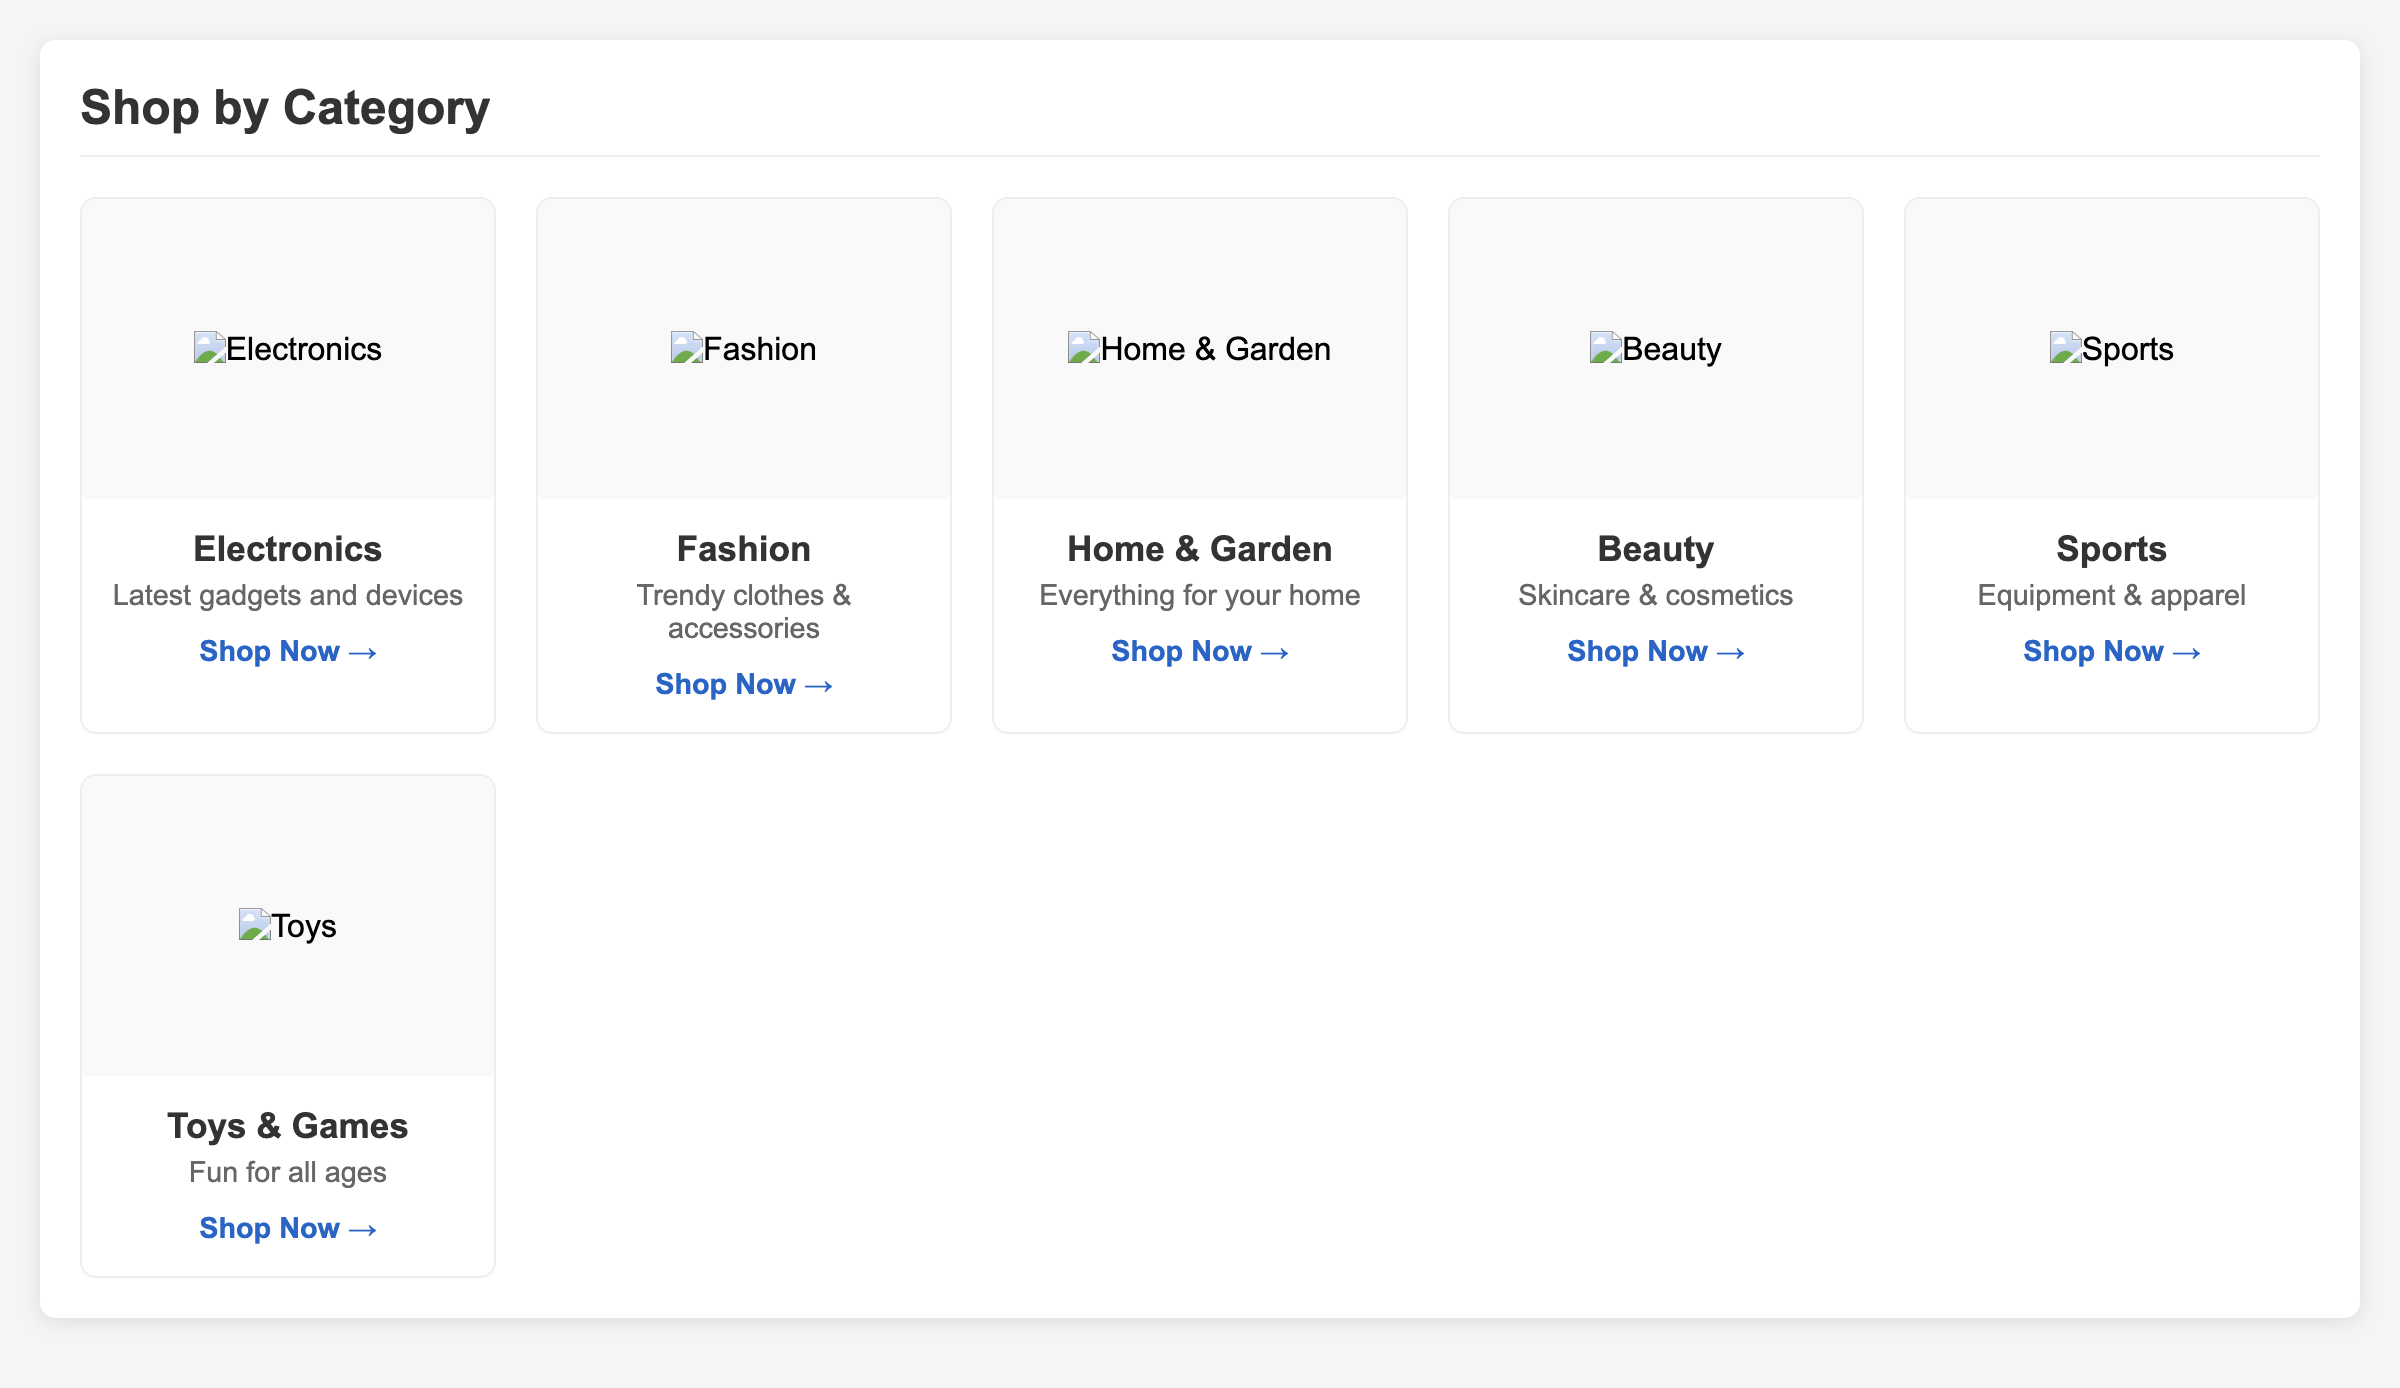 Shop by Category
Electronics
Electronics
Latest gadgets and devices
Shop Now →
Fashion
Fashion
Trendy clothes &
accessories
Shop Now →
Home & Garden
Home & Garden
Everything for your home
Shop Now →
Beauty
Beauty
Skincare & cosmetics
Shop Now →
Sports
Sports
Equipment & apparel
Shop Now →
Toys
Toys & Games
Fun for all ages
Shop Now →